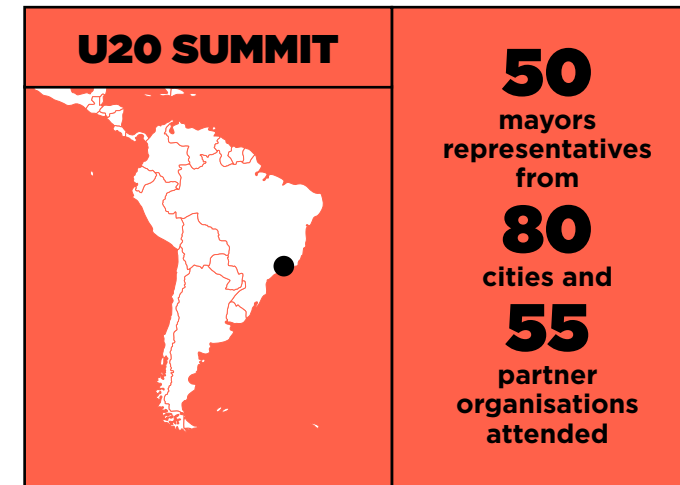 U20 SUMMIT
50
mayors
representatives
from
80
cities and
55
partner
organisations
attended